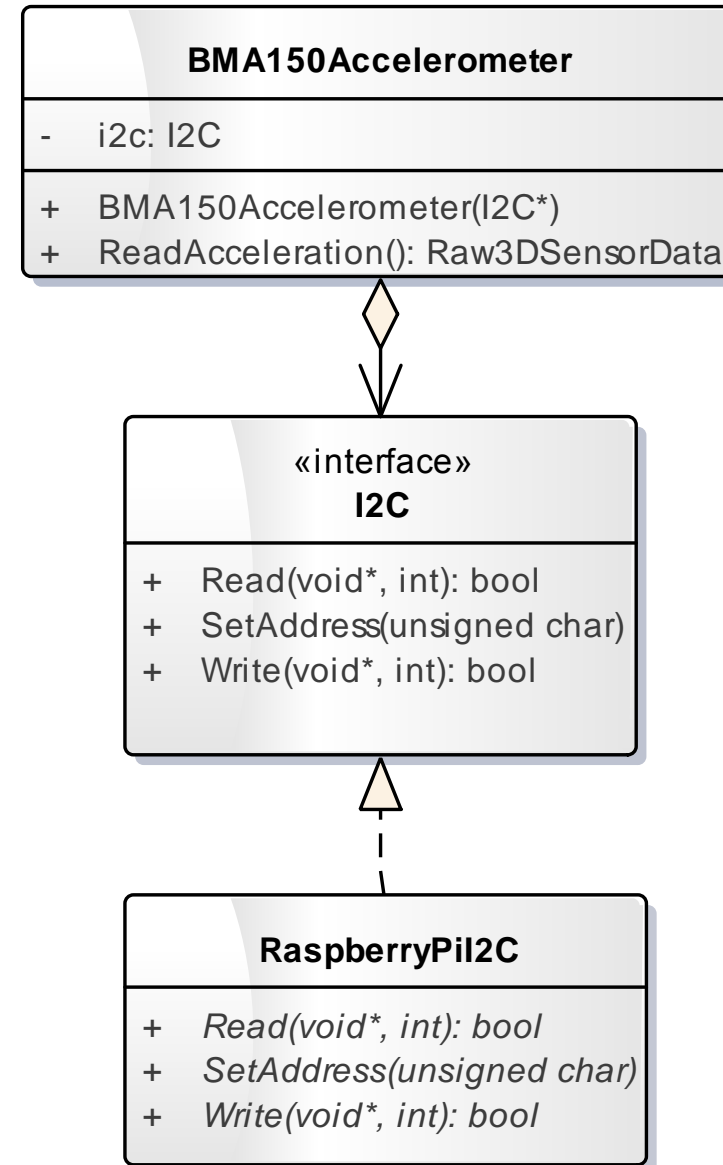 BMA150Accelerometer
- i2c: I2C
+ BMA150Accelerometer(I2C*)
+ ReadAcceleration(): Raw3DSensorData
«interface»
I2C
+ Read(void*, int): bool
+ SetAddress(unsigned char)
+ Write(void*, int): bool
RaspberryPiI2C
+ Read(void*, int): bool
+ SetAddress(unsigned char)
+ Write(void*, int): bool